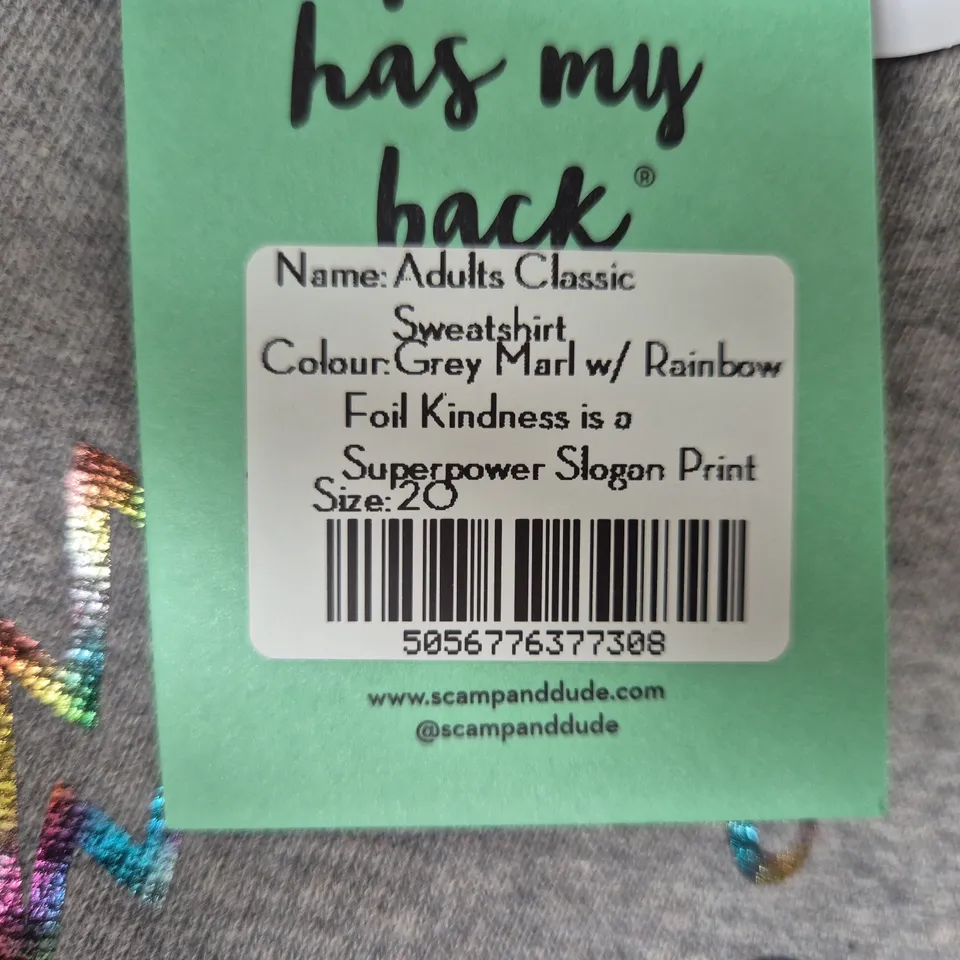 has my
back®
Name: Adults Classic
Sweatshirt
Colour: Grey Marl w/ Rainbow
Foil Kindness is a
Superpower Slogan Print
Size: 20
5056776377308
www.scampanddude.com
@scampanddude